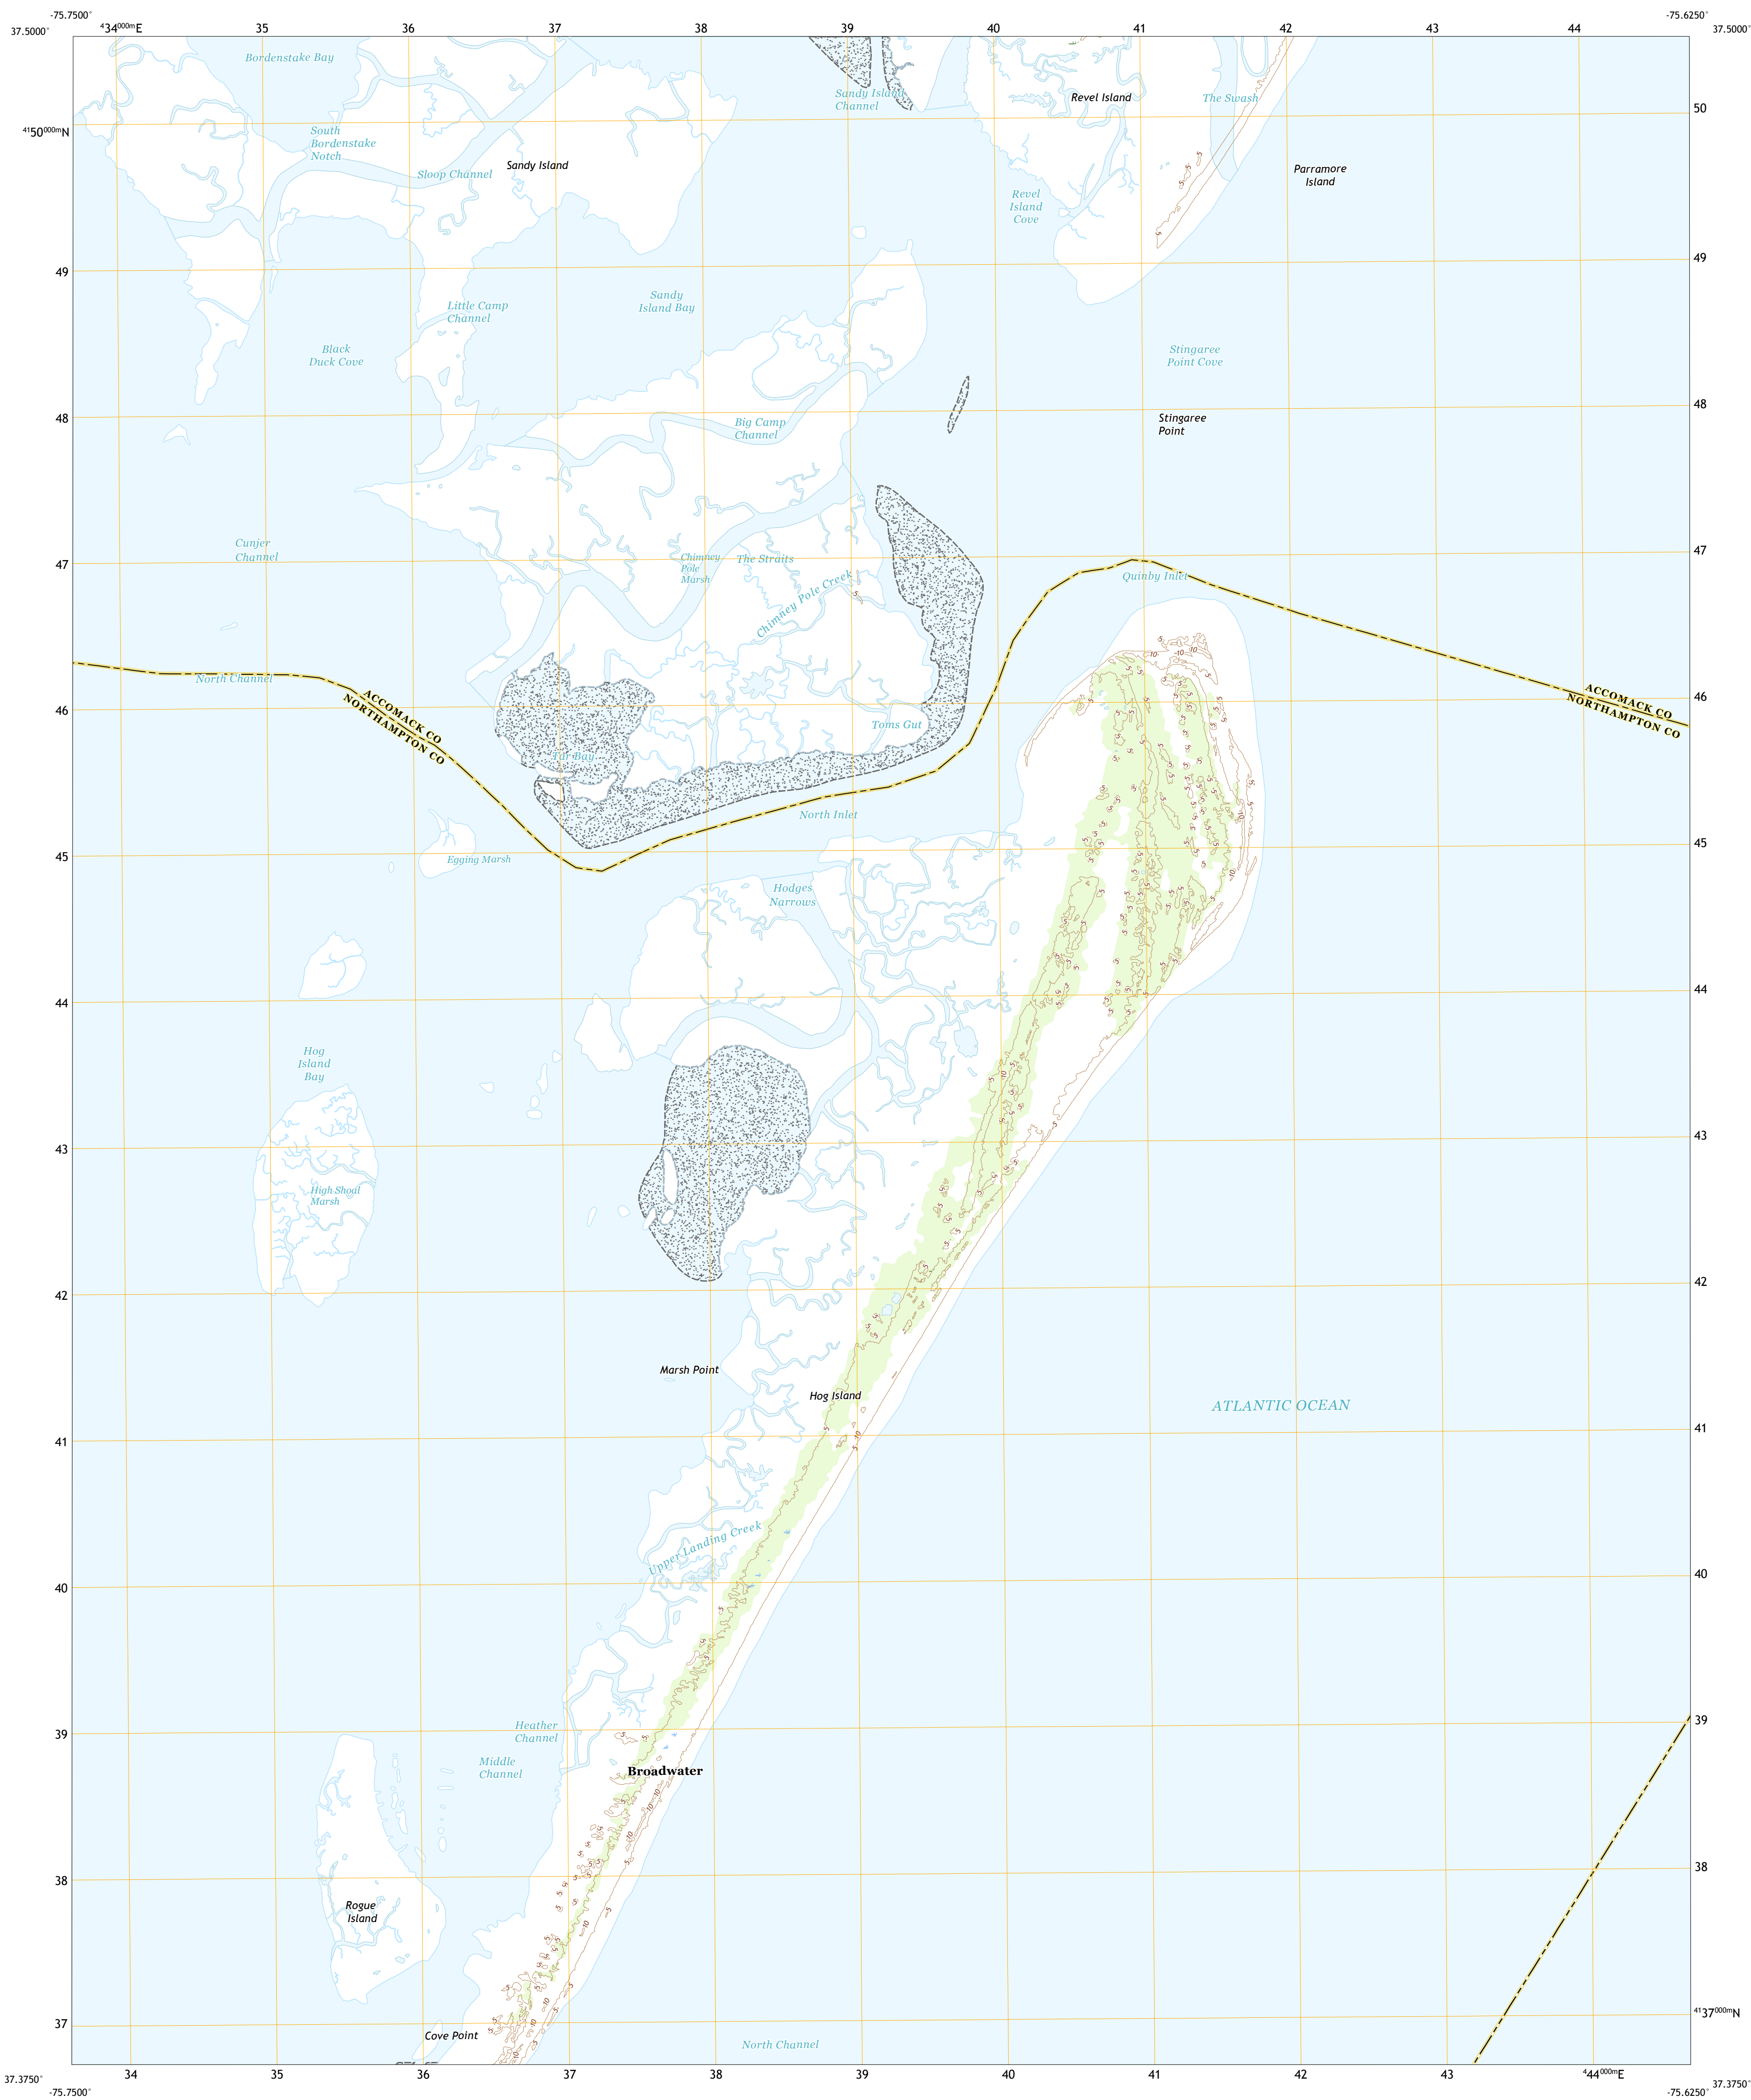 -75.7500°
-75.6250°
37.5000°
⁴34⁰⁰⁰ᵐE
35
36
37
38
39
40
41
42
43
44
37.5000°
Bordenstake Bay
Sandy Island
Channel
Revel Island
The Swash
50
⁴¹50⁰⁰⁰ᵐN
South
Bordenstake
Notch
Sloop Channel
Sandy Island
Parramore
Island
Revel
Island
Cove
49
49
Little Camp
Channel
Sandy
Island Bay
Black
Duck Cove
Stingaree
Point Cove
48
48
Big Camp
Channel
Stingaree
Point
Cunjer
Channel
47
47
Chimney
Pole
Marsh
The Straits
Chimney Pole Creek
Quinby Inlet
North Channel
ACCOMACK CO
NORTHAMPTON CO
ACCOMACK CO
NORTHAMPTON CO
46
46
Toms Gut
Tar Bay
North Inlet
45
45
Egging Marsh
Hodges
Narrows
44
44
Hog
Island
Bay
43
43
High Shoal
Marsh
42
42
Marsh Point
Hog Island
ATLANTIC OCEAN
41
41
Upper Landing Creek
40
40
39
39
Heather
Channel
Middle
Channel
Broadwater
38
38
Rogue
Island
37
⁴¹37⁰⁰⁰ᵐN
Cove Point
North Channel
37.3750°
34
35
36
37
38
39
40
41
42
43
⁴44⁰⁰⁰ᵐE
37.3750°
-75.7500°
-75.6250°